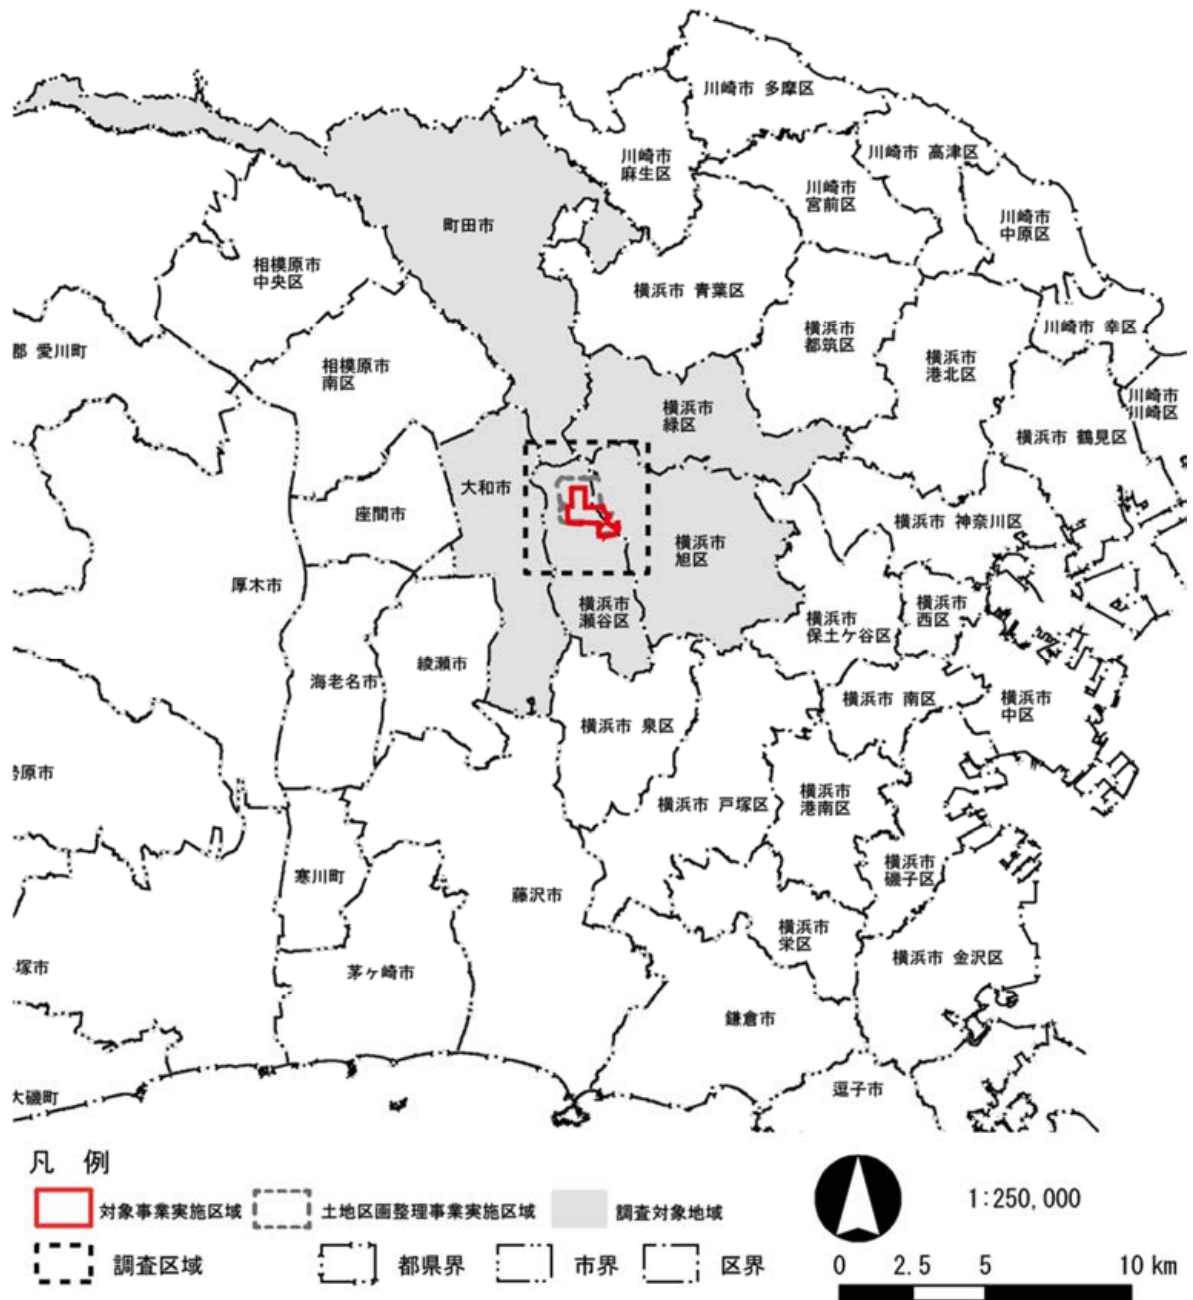 川崎市 多摩区
川崎市 高津区
川崎市
麻生区
川崎市
宮前区
川崎市
中原区
町田市
相模原市
中央区
横浜市 青葉区
川崎市 幸区
横浜市
都筑区
郡 愛川町
相模原市
南区
横浜市
港北区
川崎市
川崎区
横浜市
緑区
横浜市 鶴見区
大和市
座間市
横浜市 神奈川区
横浜市
旭区
厚木市
横浜市
瀬谷区
横浜市
保土ケ谷区
横浜市
西区
綾瀬市
海老名市
横浜市 南区
横浜市
中区
横浜市 泉区
勢原市
横浜市 戸塚区
横浜市
港南区
横浜市
磯子区
寒川町
藤沢市
横浜市
栄区
横浜市 金沢区
塚市
茅ヶ崎市
鎌倉市
大磯町
逗子市
凡 例
対象事業実施区域
土地区画整理事業実施区域
調査対象地域
調査区域
都県界
市界
区界
1:250,000
0 2.5 5 10 km